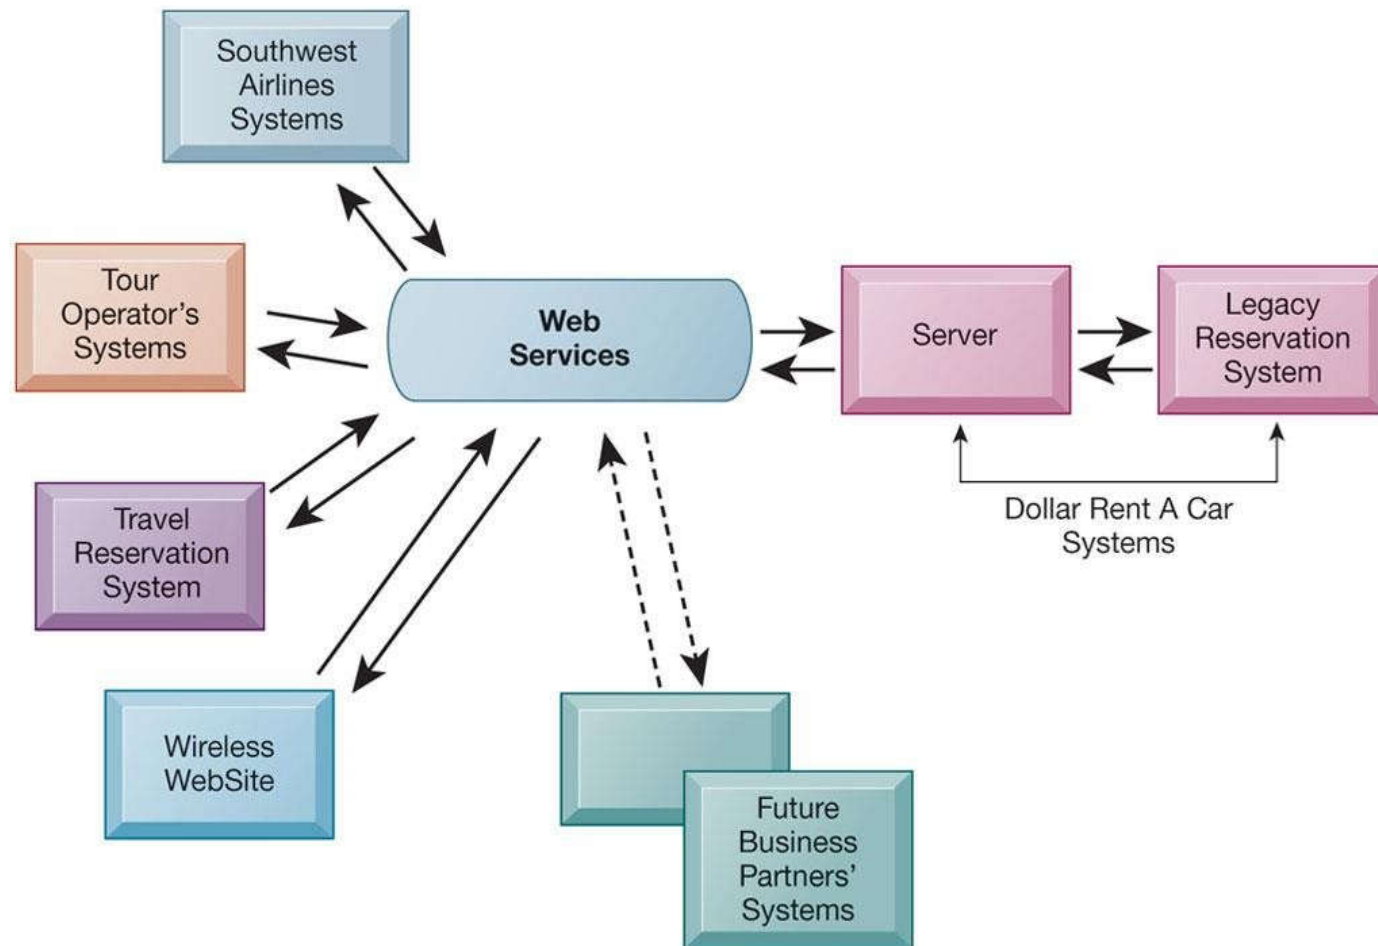 Southwest
Airlines
Systems
Tour
Operator's
Systems
Web
Services
Server
Legacy
Reservation
System
Dollar Rent A Car
Systems
Travel
Reservation
System
Wireless
WebSite
Future
Business
Partners'
Systems